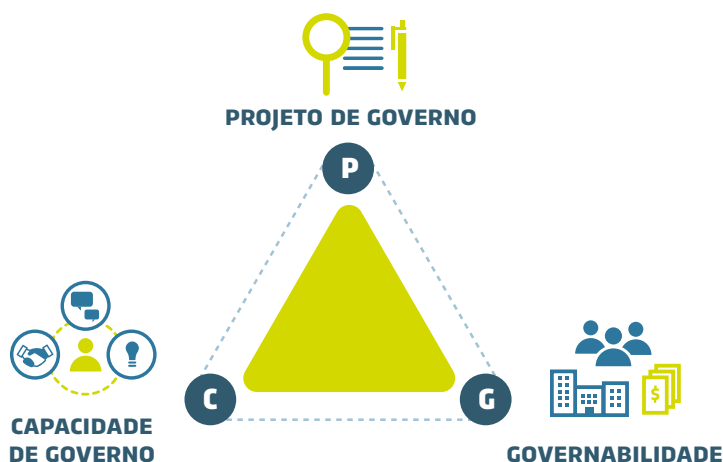 PROJETO DE GOVERNO
P
$
C
G
CAPACIDADE
DE GOVERNO
GOVERNABILIDADE